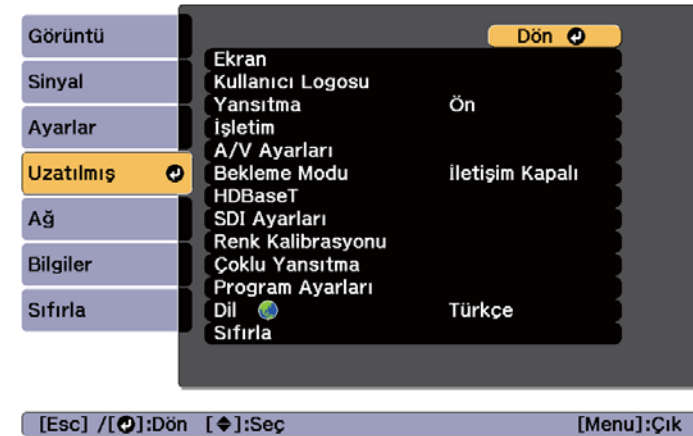 Görüntü
Sinyal
Ayarlar
Uzatılmış
Ağ
Bilgiler
Sıfırla
Dön
Ekran
Kullanıcı Logosu
Yansıtma Ön
İşletim
A/V Ayarları
Bekleme Modu İletişim Kapalı
HDBaseT
SDI Ayarları
Renk Kalibrasyonu
Çoklu Yansıtma
Program Ayarları
Dil Türkçe
Sıfırla
[Esc] /[⏎]:Dön [◆]:Seç [Menu]:Çık